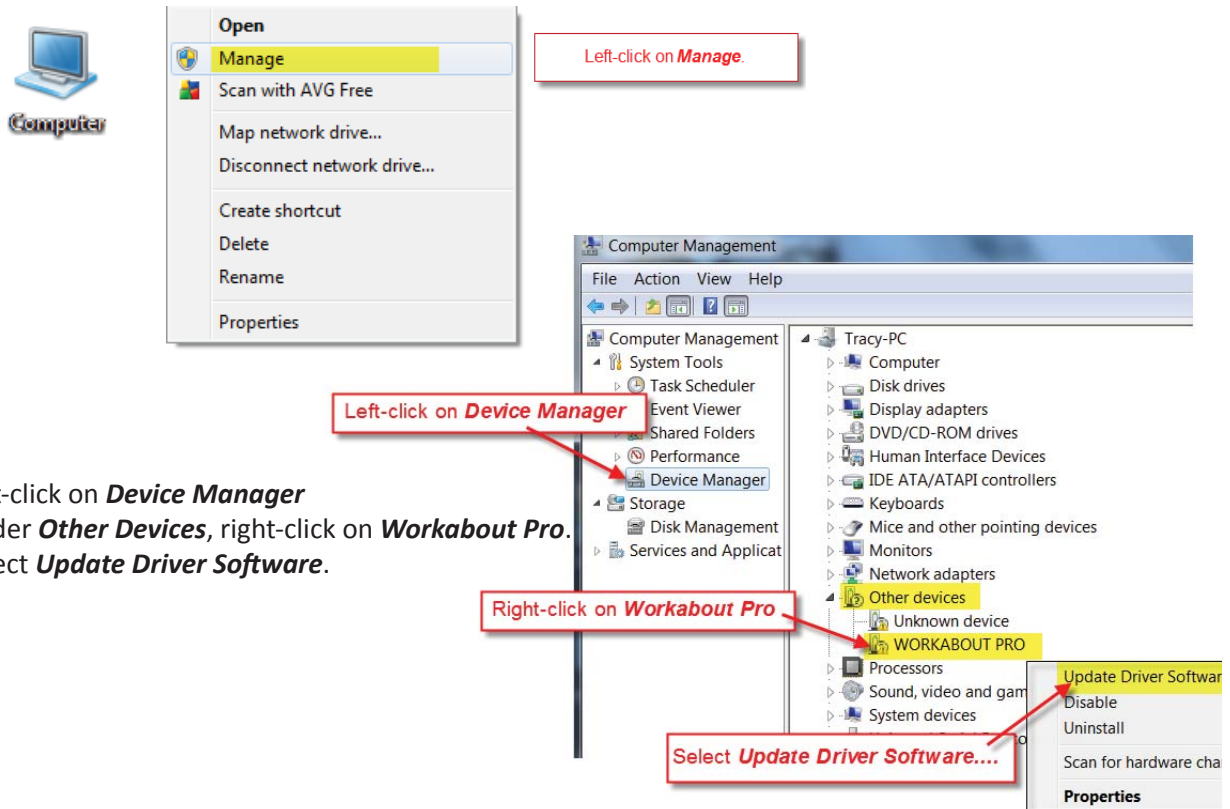 Computer
Open
Manage
Scan with AVG Free
Map network drive...
Disconnect network drive...
Create shortcut
Delete
Rename
Properties
Left-click on Manage.
-click on Device Manager
Other Devices, right-click on Workabout Pro.
Update Driver Software.
Computer Management
File Action View Help
Computer Management
System Tools
Task Scheduler
Event Viewer
Shared Folders
Performance
Device Manager
Storage
Disk Management
Services and Applicat
Left-click on Device Manager
Tracy-PC
Computer
Disk drives
Display adapters
DVD/CD-ROM drives
Human Interface Devices
IDE ATA/ATAPI controllers
Keyboards
Mice and other pointing devices
Monitors
Network adapters
Other devices
Unknown device
WORKABOUT PRO
Processors
Sound, video and gam
System devices
Right-click on Workabout Pro
Update Driver Softwar
Disable
Uninstall
Scan for hardware cha
Properties
Select Update Driver Software....